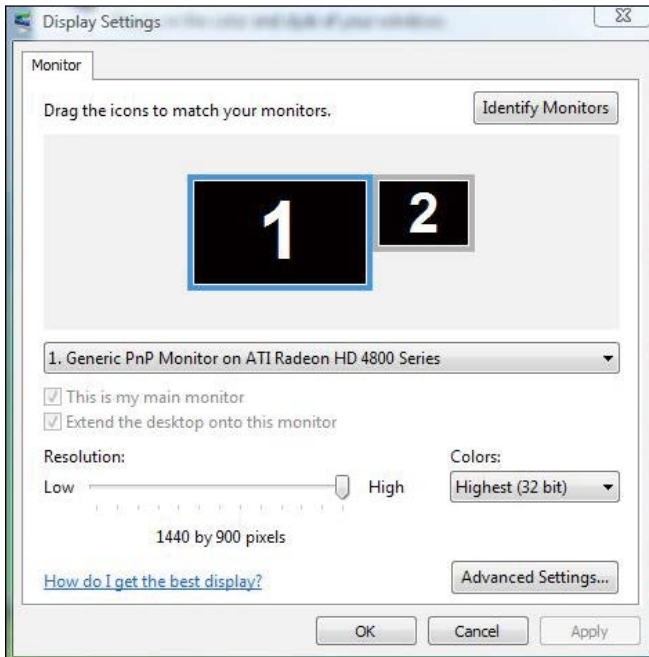 Display Settings
Monitor
Drag the icons to match your monitors.
Identify Monitors
1
2
1. Generic PnP Monitor on ATI Radeon HD 4800 Series
This is my main monitor
Extend the desktop onto this monitor
Resolution:
Colors:
Low
High
Highest (32 bit)
1440 by 900 pixels
How do I get the best display?
Advanced Settings...
OK
Cancel
Apply